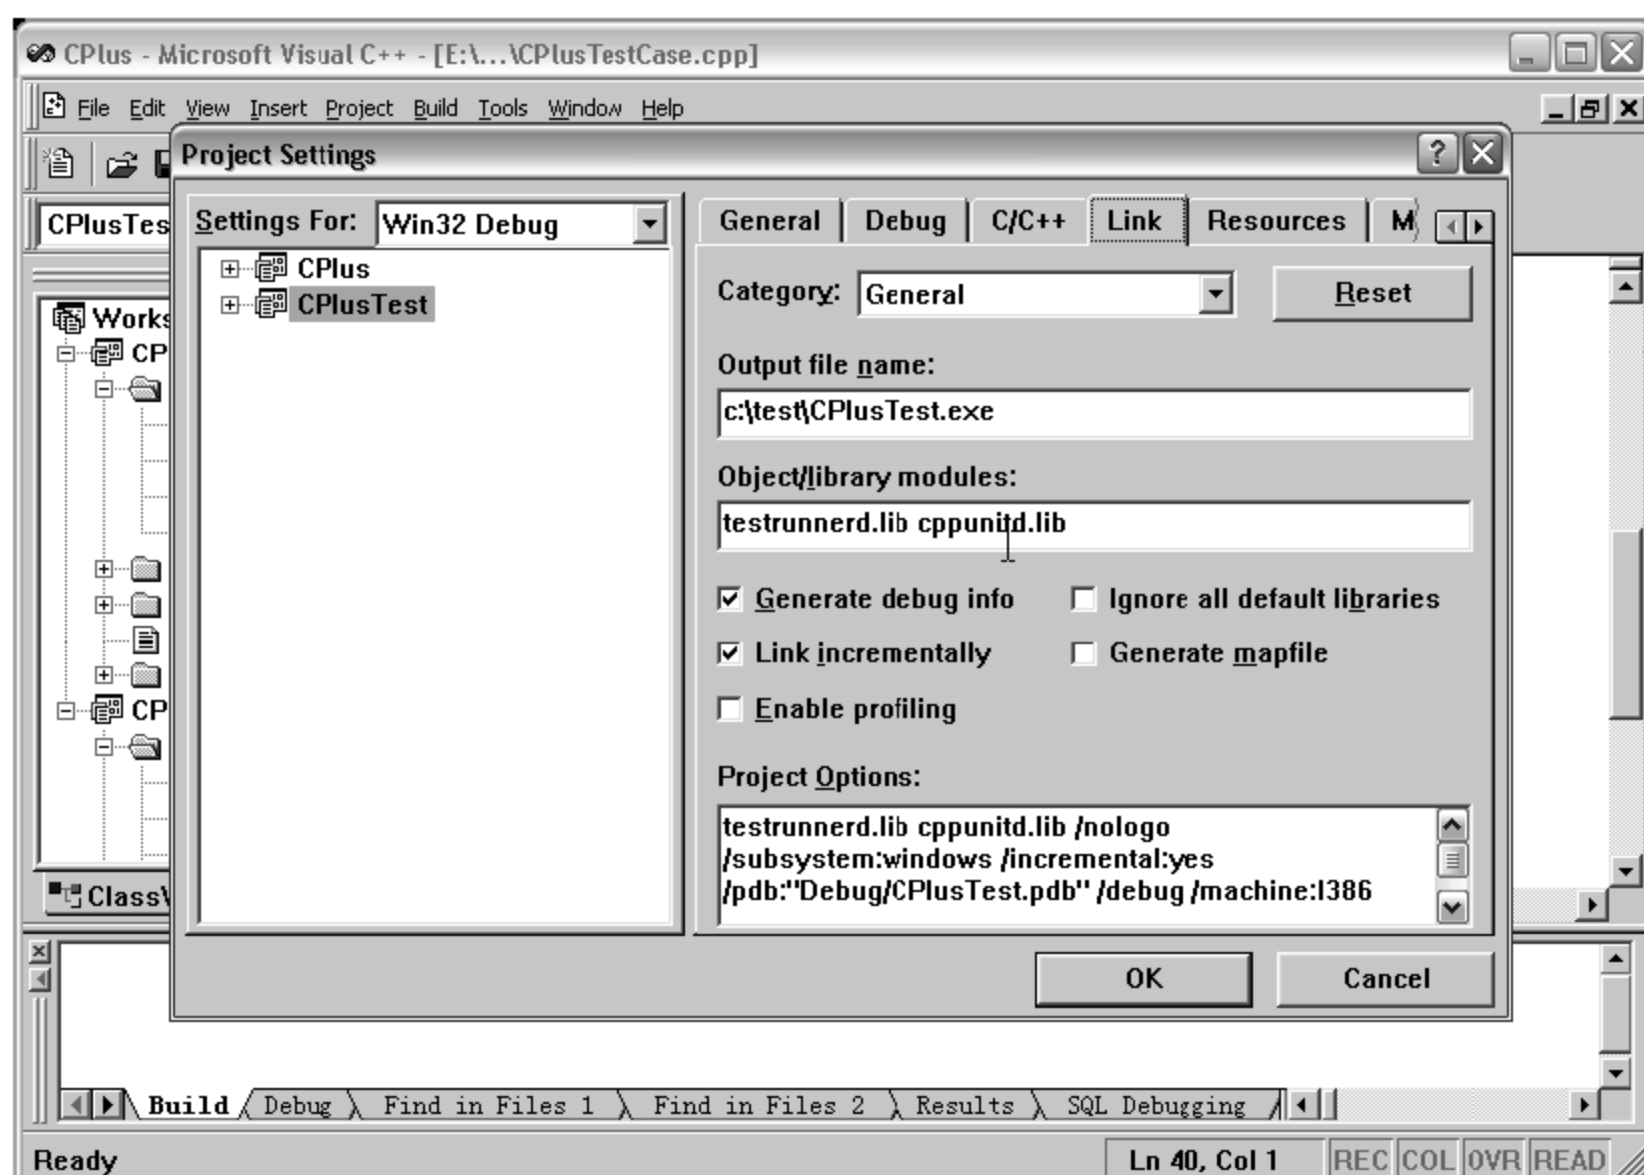 CPlus - Microsoft Visual C++ - [E:\...\CPlusTestCase.cpp]
File Edit View Insert Project Build Tools Window Help
Project Settings
CPlusTes
Settings For: Win32 Debug
General Debug C/C++ Link Resources M
CPlus
CPlusTest
Category: General Reset
Works
CP
Output file name:
c:\test\CPlusTest.exe
Object/library modules:
testrunnerd.lib cppunitd.lib
Generate debug info Ignore all default libraries
Link incrementally Generate mapfile
CP
Enable profiling
Project Options:
testrunnerd.lib cppunitd.lib /nologo
/subsystem:windows /incremental:yes
/pdb:"Debug/CPlusTest.pdb" /debug /machine:I386
Class
OK Cancel
Build Debug Find in Files 1 Find in Files 2 Results SQL Debugging
Ready Ln 40, Col 1 REC COL OVR READ